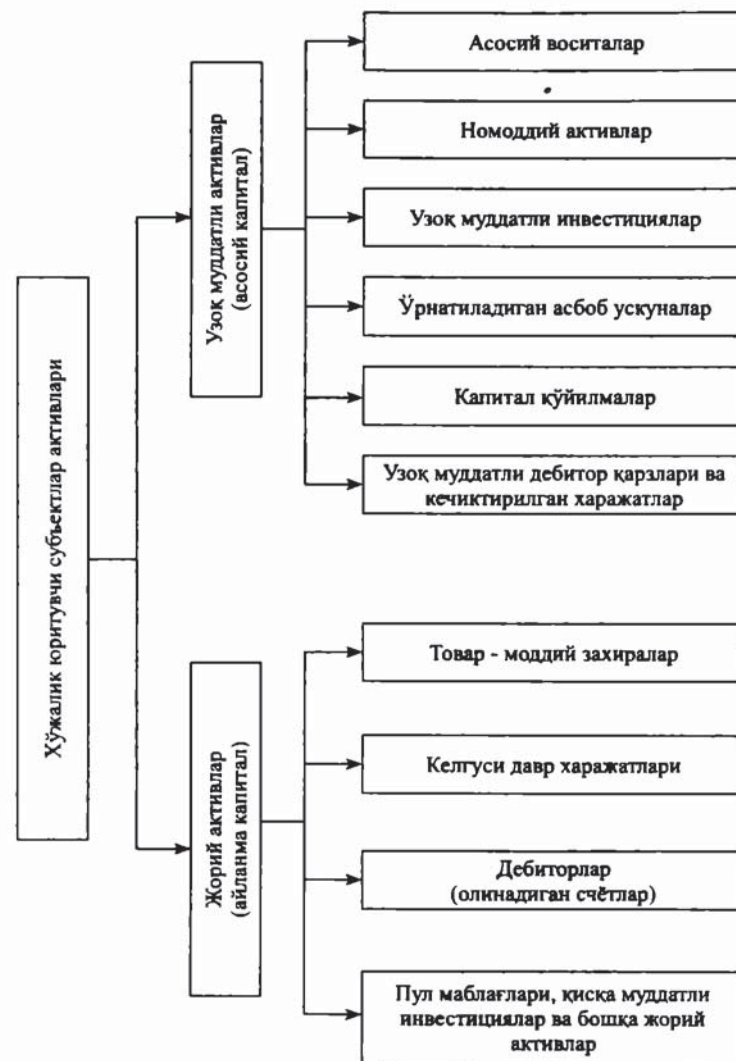 Хўжалик юритувчи субъектлар активлари
Узоқ муддатли активлар
(асосий капитал)
Асосий воситалар
Номоддий активлар
Узоқ муддатли инвестициялар
Ўрнатиладиган асбоб ускуналар
Капитал қўйилмалар
Узоқ муддатли дебитор қарзлари ва
кечиктирилган харажатлар
Жорий активлар
(айланма капитал)
Товар - моддий захиралар
Келгуси давр харажатлари
Дебиторлар
(олинадиган счётлар)
Пул маблағлари, қисқа муддатли
инвестициялар ва бошқа жорий
активлар